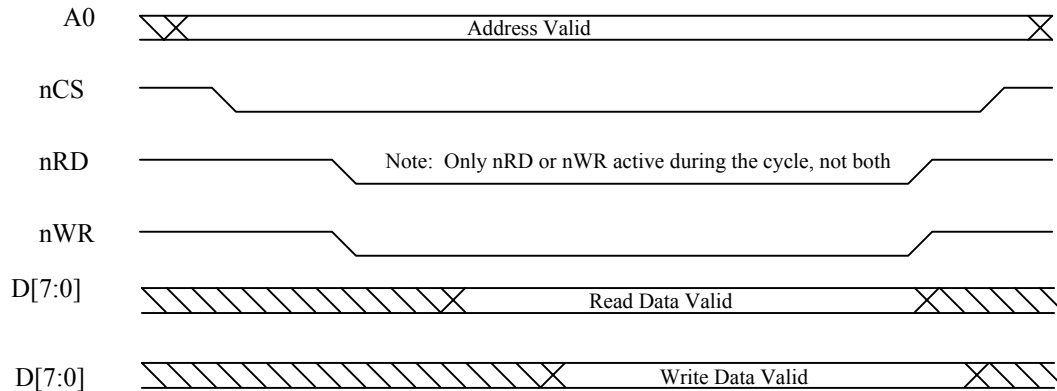 A0
Address Valid
nCS
nRD
Note: Only nRD or nWR active during the cycle, not both
nWR
D[7:0]
Read Data Valid
D[7:0]
Write Data Valid